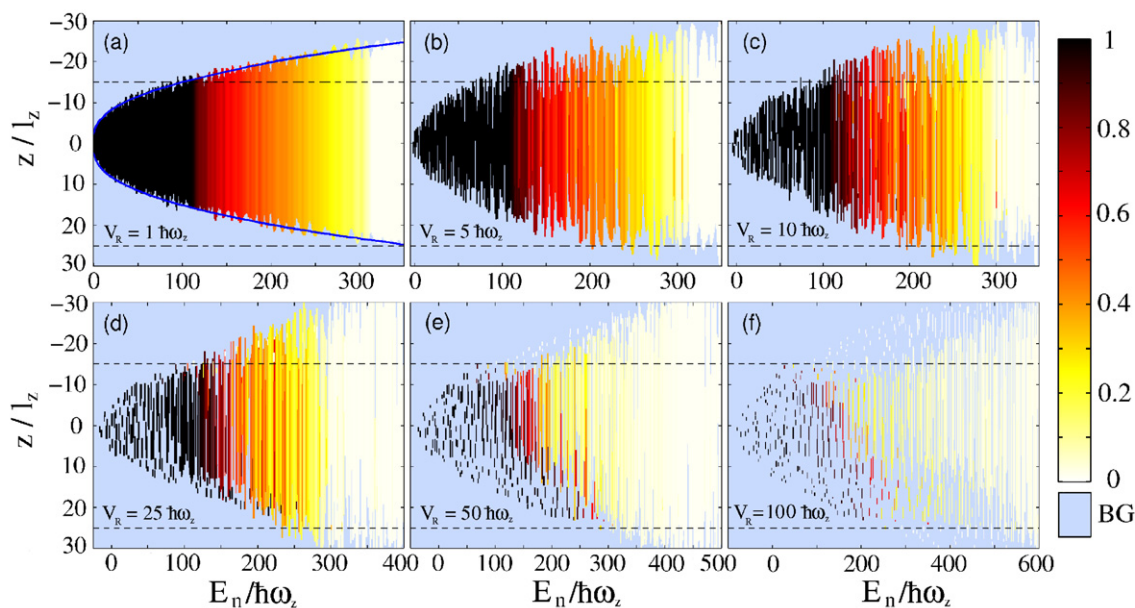 -30
-20
-10
0
10
20
30
z / l_z
(a)
V_R = 1 ħω_z
0 100 200 300
(b)
V_R = 5 ħω_z
0 100 200 300
(c)
V_R = 10 ħω_z
0 100 200 300
1
0.8
0.6
0.4
0.2
0
BG
-30
-20
-10
0
10
20
30
z / l_z
(d)
V_R = 25 ħω_z
0 100 200 300 400
E_n/ħω_z
(e)
V_R = 50 ħω_z
0 100 200 300 400 500
E_n/ħω_z
(f)
V_R = 100 ħω_z
0 100 200 300 400 500 600
E_n/ħω_z